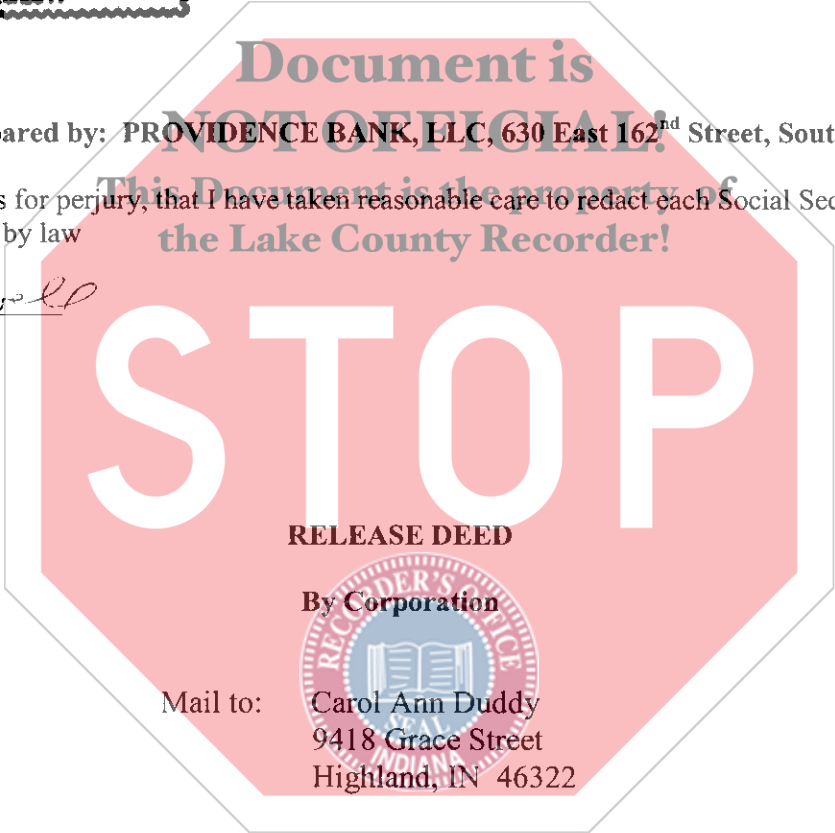 Document is
NOT OFFICIAL!
ared by: PROVIDENCE BANK, LLC, 630 East 162nd Street, Sout
This Document is the property of
s for perjury, that I have taken reasonable care to redact each Social Sec
by law
the Lake County Recorder!
STOP
RELEASE DEED
By Corporation
RECORDER'S OFFICE
SEAL
INDIANA
Mail to: Carol Ann Duddy
9418 Grace Street
Highland, IN 46322